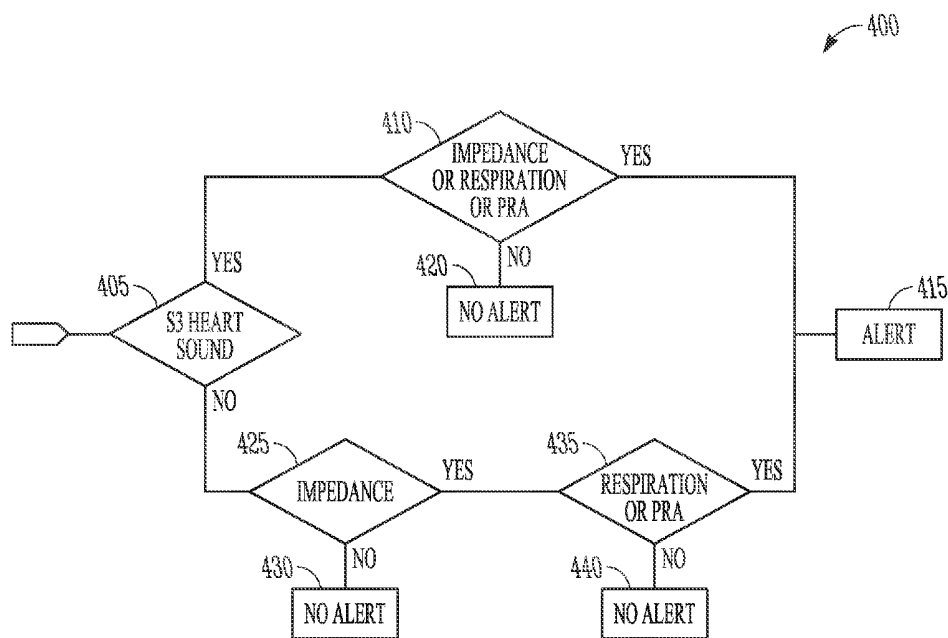 400
410
IMPEDANCE
OR RESPIRATION
OR PRA
YES
NO
YES
420
NO ALERT
405
S3 HEART
SOUND
NO
415
ALERT
425
IMPEDANCE
YES
NO
430
NO ALERT
435
RESPIRATION
OR PRA
YES
NO
440
NO ALERT